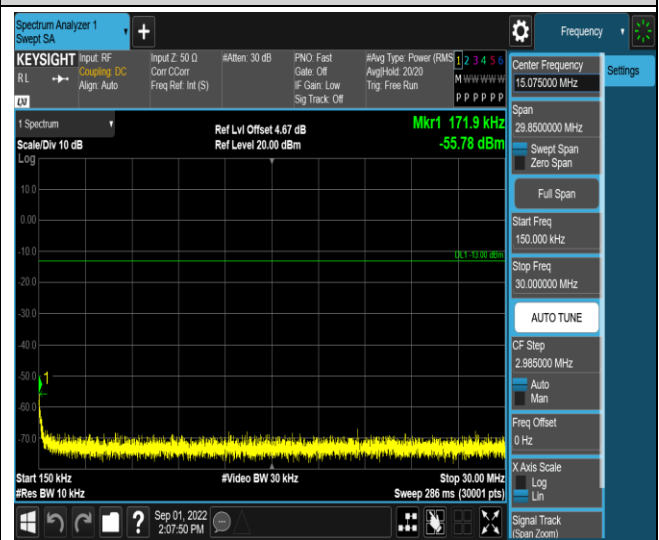 Spectrum Analyzer 1
Swept SA
Frequency
KEYSIGHT
RL
Input: RF
Coupling: DC
Align: Auto
Input Z: 50 Ω
Corr CCorr
Freq Ref: Int (S)
#Atten: 30 dB
PNO: Fast
Gate: Off
IF Gain: Low
Sig Track: Off
#Avg Type: Power (RMS
Avg|Hold: 20/20
Trig: Free Run
1 2 3 4 5 6
M W W W W W
P P P P P P
Settings
1 Spectrum
Scale/Div 10 dB
Ref Lvl Offset 4.67 dB
Ref Level 20.00 dBm
Mkr1 171.9 kHz
-55.78 dBm
Log
10.0
0.00
-10.0
DL1 -13.00 dBm
-20.0
-30.0
-40.0
-50.0
1
-60.0
-70.0
Start 150 kHz
#Video BW 30 kHz
Stop 30.00 MHz
#Res BW 10 kHz
Sweep 286 ms (30001 pts)
Center Frequency
15.075000 MHz
Span
29.8500000 MHz
Swept Span
Zero Span
Full Span
Start Freq
150.000 kHz
Stop Freq
30.000000 MHz
AUTO TUNE
CF Step
2.985000 MHz
Auto
Man
Freq Offset
0 Hz
X Axis Scale
Log
Lin
Signal Track
(Span Zoom)
?
Sep 01, 2022
2:07:50 PM